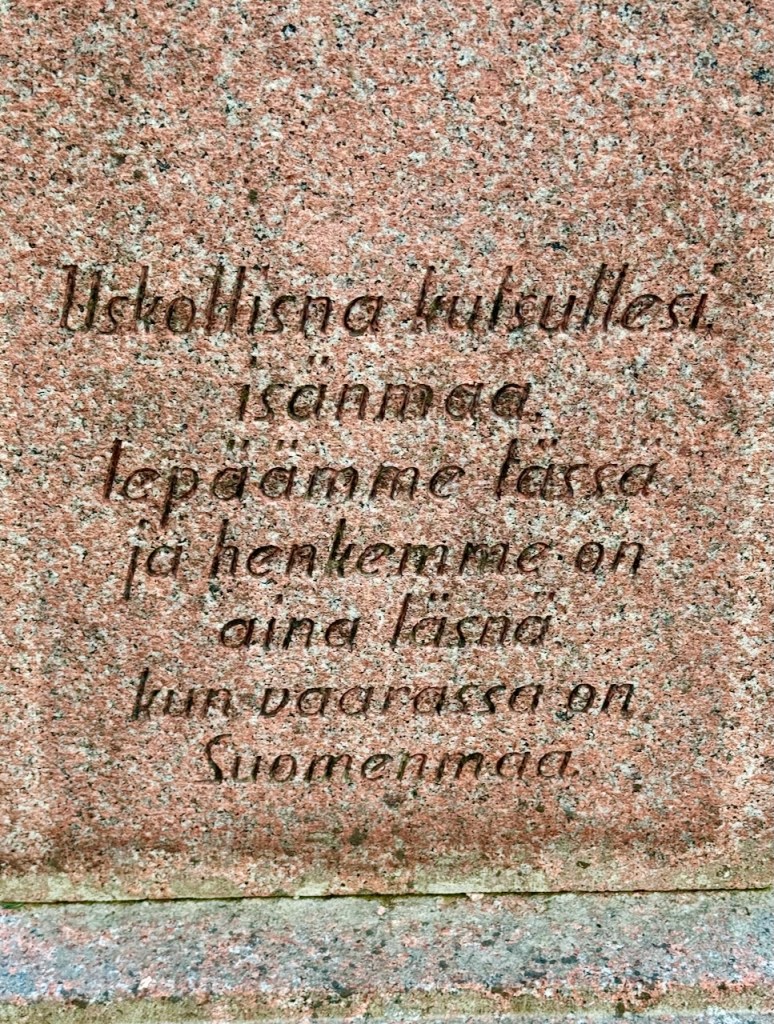 Uskollisna kutsullesi,
isänmaa,
lepäämme tässä
ja henkemme on
aina läsnä
kun vaarassa on
Suomenmaa.